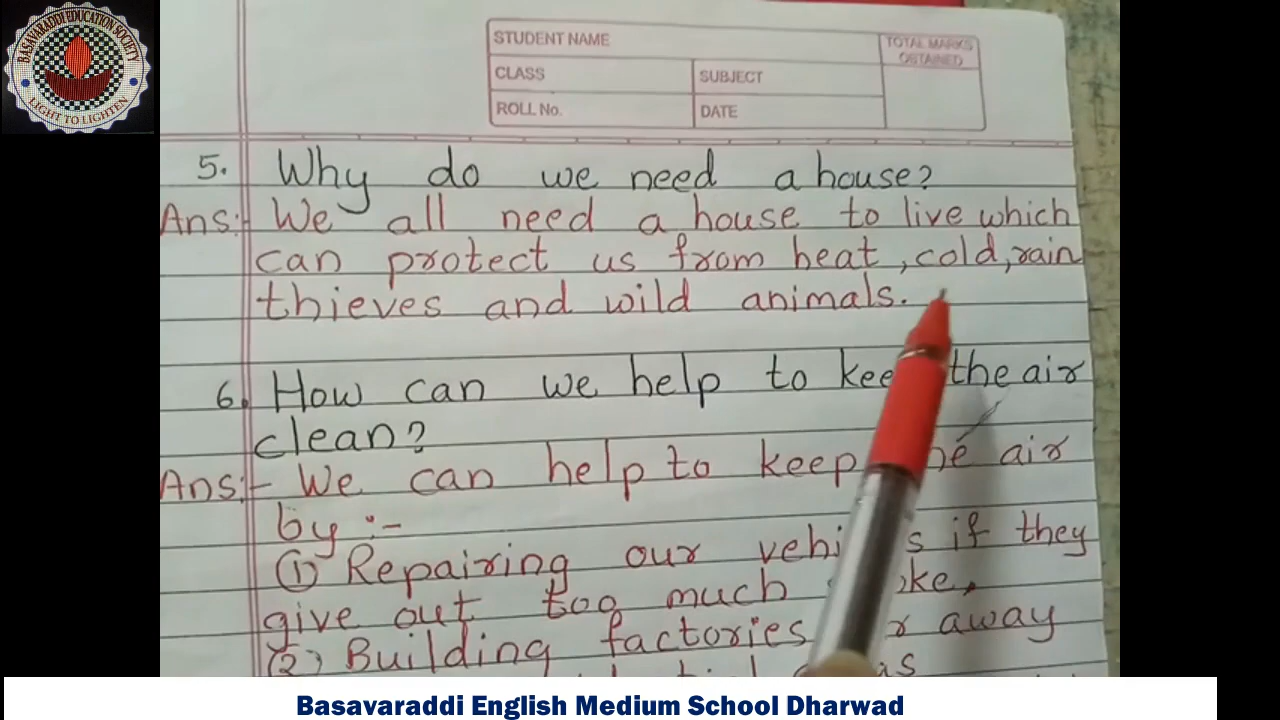 BASAVARADDI EDUCATION SOCIETY
LIGHT TO LIGHTEN
STUDENT NAME
TOTAL MARKS
OBTAINED
CLASS
SUBJECT
ROLL No.
DATE
5. Why do we need a house?
Ans:- We all need a house to live which
can protect us from heat, cold, rain
thieves and wild animals.
6. How can we help to keep the air
clean?
Ans:- We can help to keep air
by :-
(1) Repairing our if they
give out too much
(2) Building factories away
Basavaraddi English Medium School Dharwad